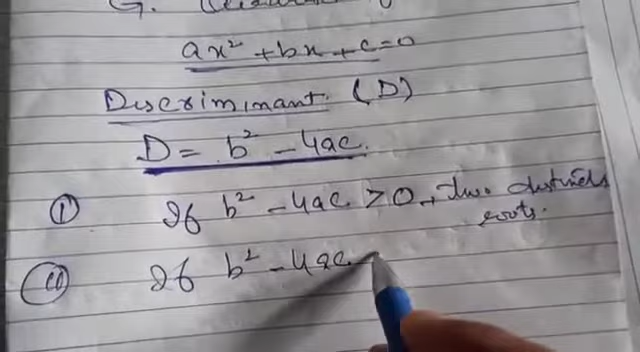 G.
ax² + bx + c = 0
Discriminant. (D)
D = b² - 4ac.
(i) If b² - 4ac > 0, two distinct
roots.
(ii) If b² - 4ac